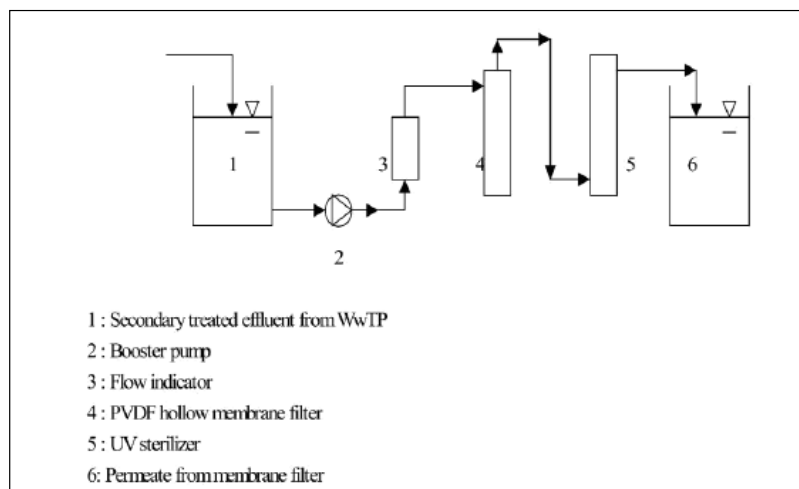 1
2
3
4
5
6
1 : Secondary treated effluent from WwTP
2 : Booster pump
3 : Flow indicator
4 : PVDF hollow membrane filter
5 : UV sterilizer
6: Permeate from membrane filter